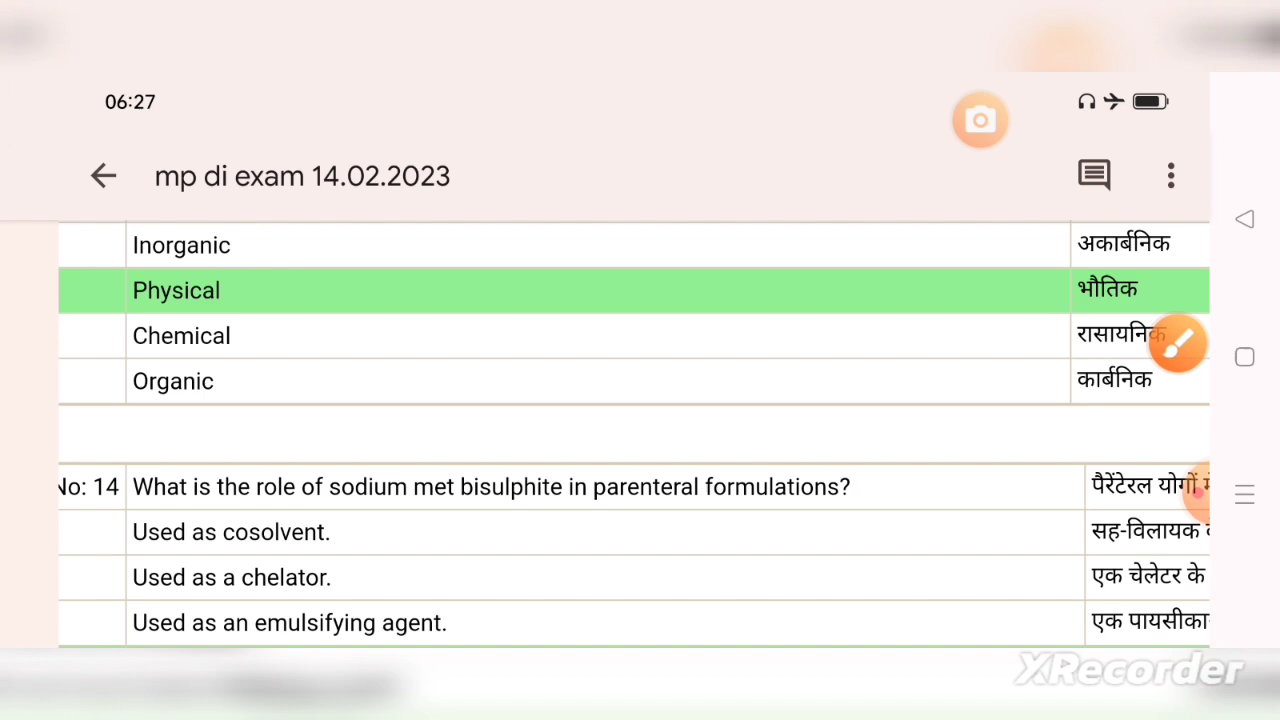 06:27
mp di exam 14.02.2023
Inorganic अकार्बनिक
Physical भौतिक
Chemical रासायनिक
Organic कार्बनिक
No: 14 What is the role of sodium met bisulphite in parenteral formulations? पैरेंटेरल योगों
Used as cosolvent. सह-विलायक
Used as a chelator. एक चेलेटर के
Used as an emulsifying agent. एक
XRecorder